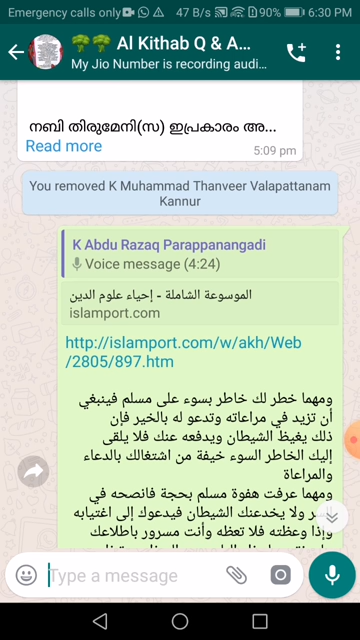 Emergency calls only 47 B/s 90% 6:30 PM
🌳🌳 Al Kithab Q & A…
My Jio Number is recording audi…
നബി തിരുമേനി(സ) ഇപ്രകാരം അ...
Read more
5:09 pm
You removed K Muhammad Thanveer Valapattanam
Kannur
K Abdu Razaq Parappanangadi
Voice message (4:24)
الموسوعة الشاملة - إحياء علوم الدين
islamport.com
http://islamport.com/w/akh/Web
/2805/897.htm
ومهما خطر لك خاطر بسوء على مسلم فينبغي
أن تزيد في مراعاته وتدعو له بالخير فإن
ذلك يغيظ الشيطان ويدفعه عنك فلا يلقى
إليك الخاطر السوء خيفة من اشتغالك بالدعاء
والمراعاة
ومهما عرفت هفوة مسلم بحجة فانصحه في
ولا يخدعنك الشيطان فيدعوك إلى اغتيابه
وإذا وعظته فلا تعظه وأنت مسرور باطلاعك
Type a message